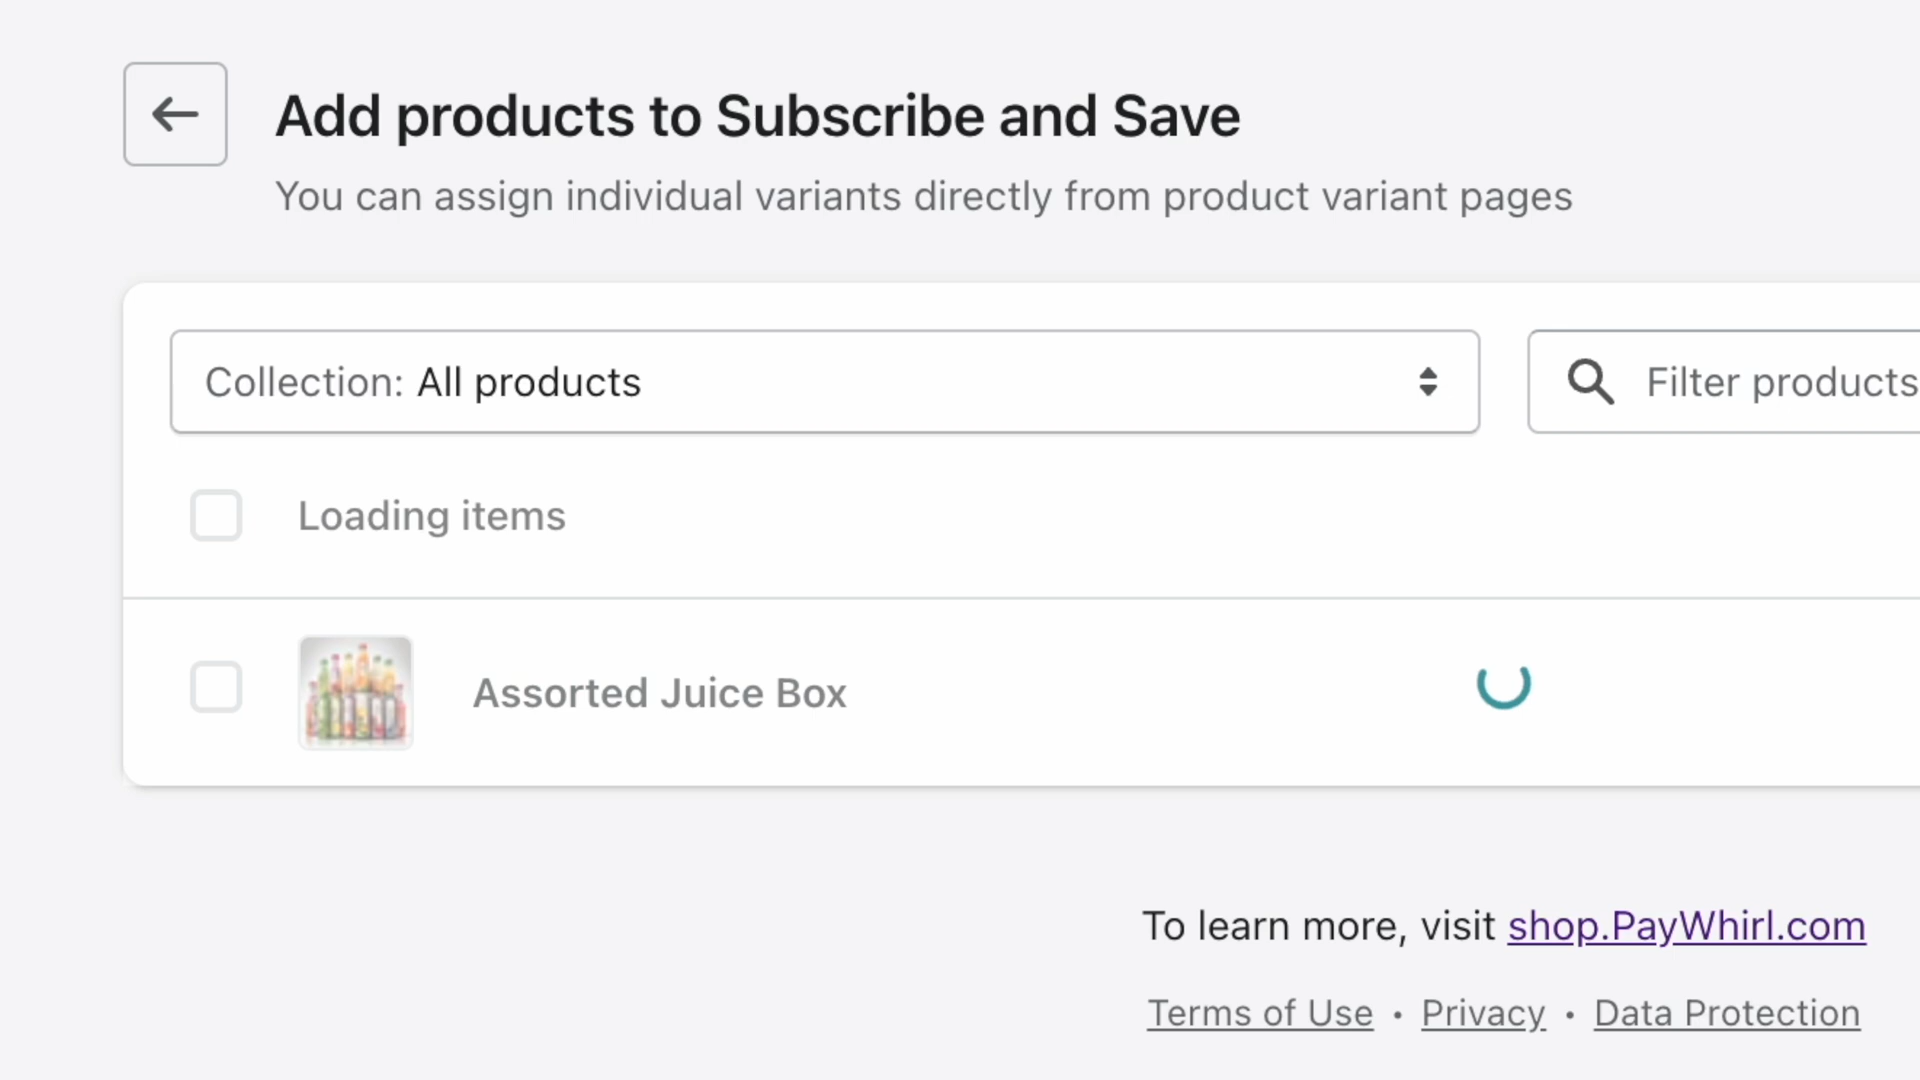 Add products to Subscribe and Save
You can assign individual variants directly from product variant pages
Collection: All products
Filter products
Loading items
Assorted Juice Box
To learn more, visit shop.PayWhirl.com
Terms of Use • Privacy • Data Protection